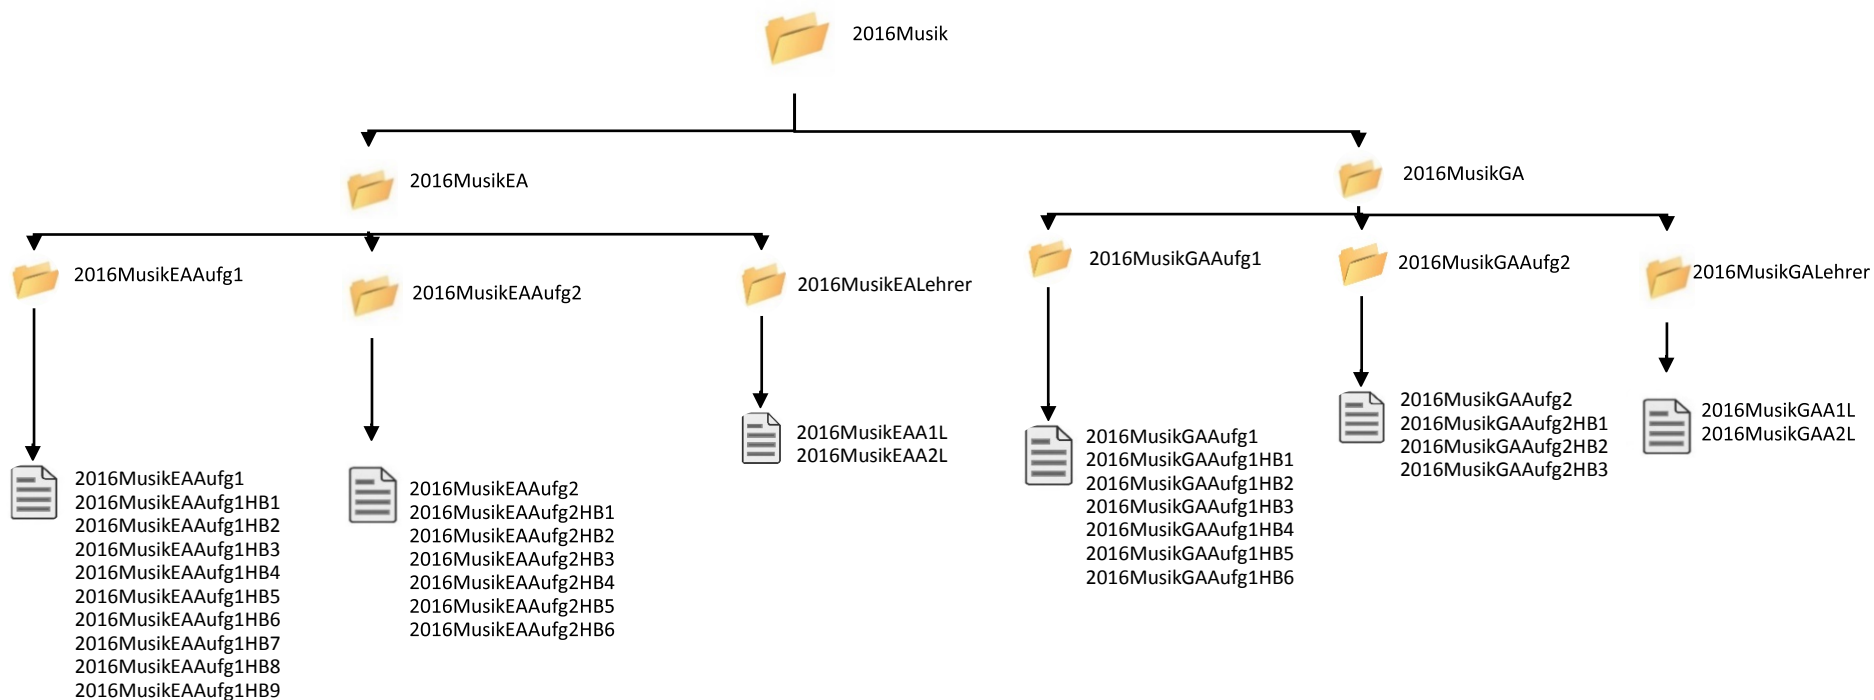 2016Musik
2016MusikEA
2016MusikGA
2016MusikEAAufg1
2016MusikEAAufg2
2016MusikEALehrer
2016MusikGAAufg1
2016MusikGAAufg2
2016MusikGALehrer
2016MusikEAAufg1
2016MusikEAAufg1HB1
2016MusikEAAufg1HB2
2016MusikEAAufg1HB3
2016MusikEAAufg1HB4
2016MusikEAAufg1HB5
2016MusikEAAufg1HB6
2016MusikEAAufg1HB7
2016MusikEAAufg1HB8
2016MusikEAAufg1HB9
2016MusikEAAufg2
2016MusikEAAufg2HB1
2016MusikEAAufg2HB2
2016MusikEAAufg2HB3
2016MusikEAAufg2HB4
2016MusikEAAufg2HB5
2016MusikEAAufg2HB6
2016MusikEAA1L
2016MusikEAA2L
2016MusikGAAufg1
2016MusikGAAufg1HB1
2016MusikGAAufg1HB2
2016MusikGAAufg1HB3
2016MusikGAAufg1HB4
2016MusikGAAufg1HB5
2016MusikGAAufg1HB6
2016MusikGAAufg2
2016MusikGAAufg2HB1
2016MusikGAAufg2HB2
2016MusikGAAufg2HB3
2016MusikGAA1L
2016MusikGAA2L